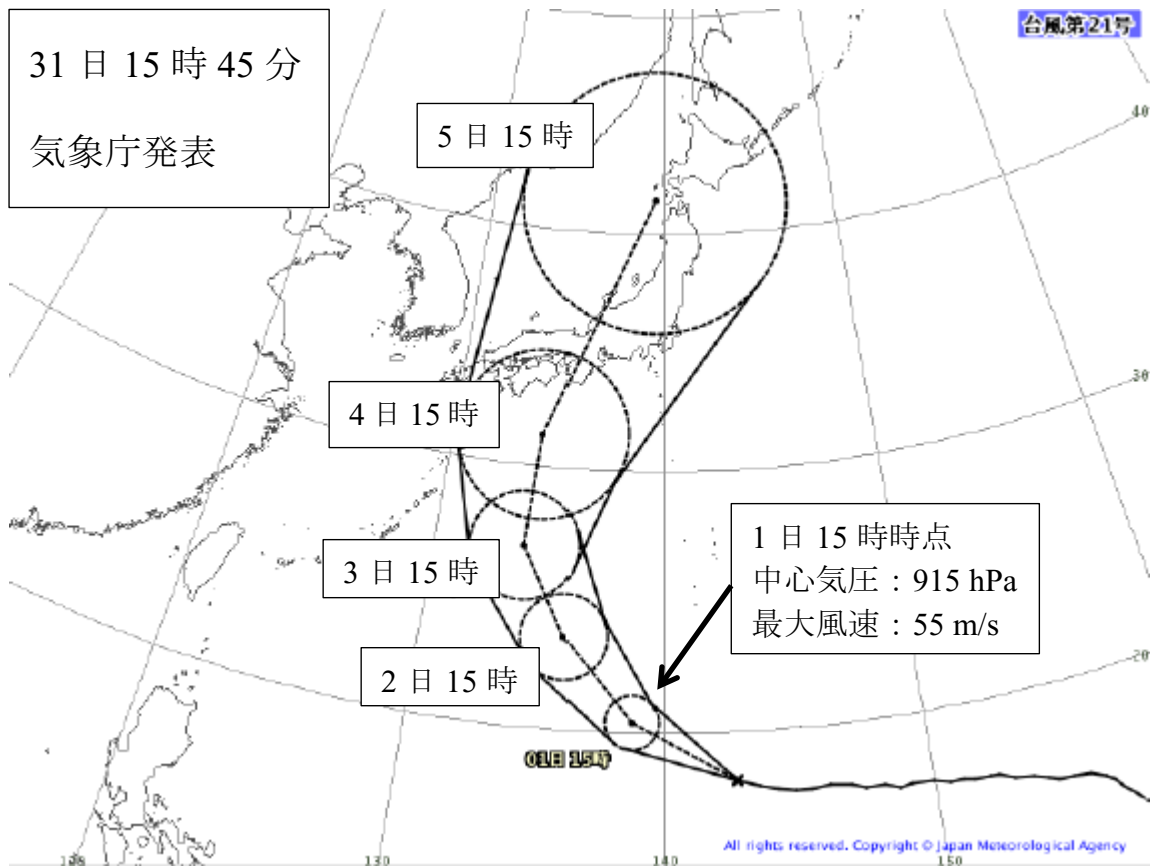 31 日 15 時 45 分
気象庁発表
台風第21号
5 日 15 時
40
4 日 15 時
30
1 日 15 時時点
中心気圧：915 hPa
最大風速：55 m/s
3 日 15 時
20
2 日 15 時
01日 15時
All rights reserved. Copyright © Japan Meteorological Agency
130
140
150